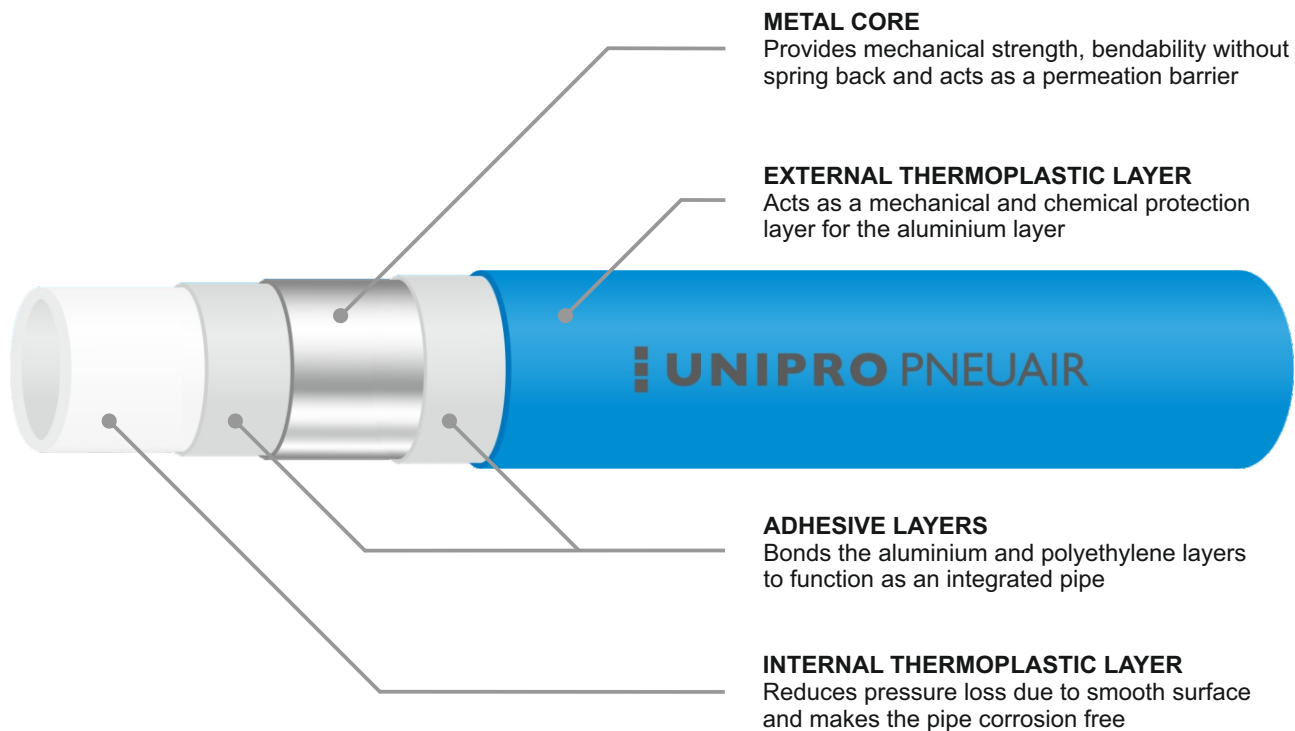 METAL CORE
Provides mechanical strength, bendability without
spring back and acts as a permeation barrier
EXTERNAL THERMOPLASTIC LAYER
Acts as a mechanical and chemical protection
layer for the aluminium layer
UNIPRO PNEUAIR
ADHESIVE LAYERS
Bonds the aluminium and polyethylene layers
to function as an integrated pipe
INTERNAL THERMOPLASTIC LAYER
Reduces pressure loss due to smooth surface
and makes the pipe corrosion free